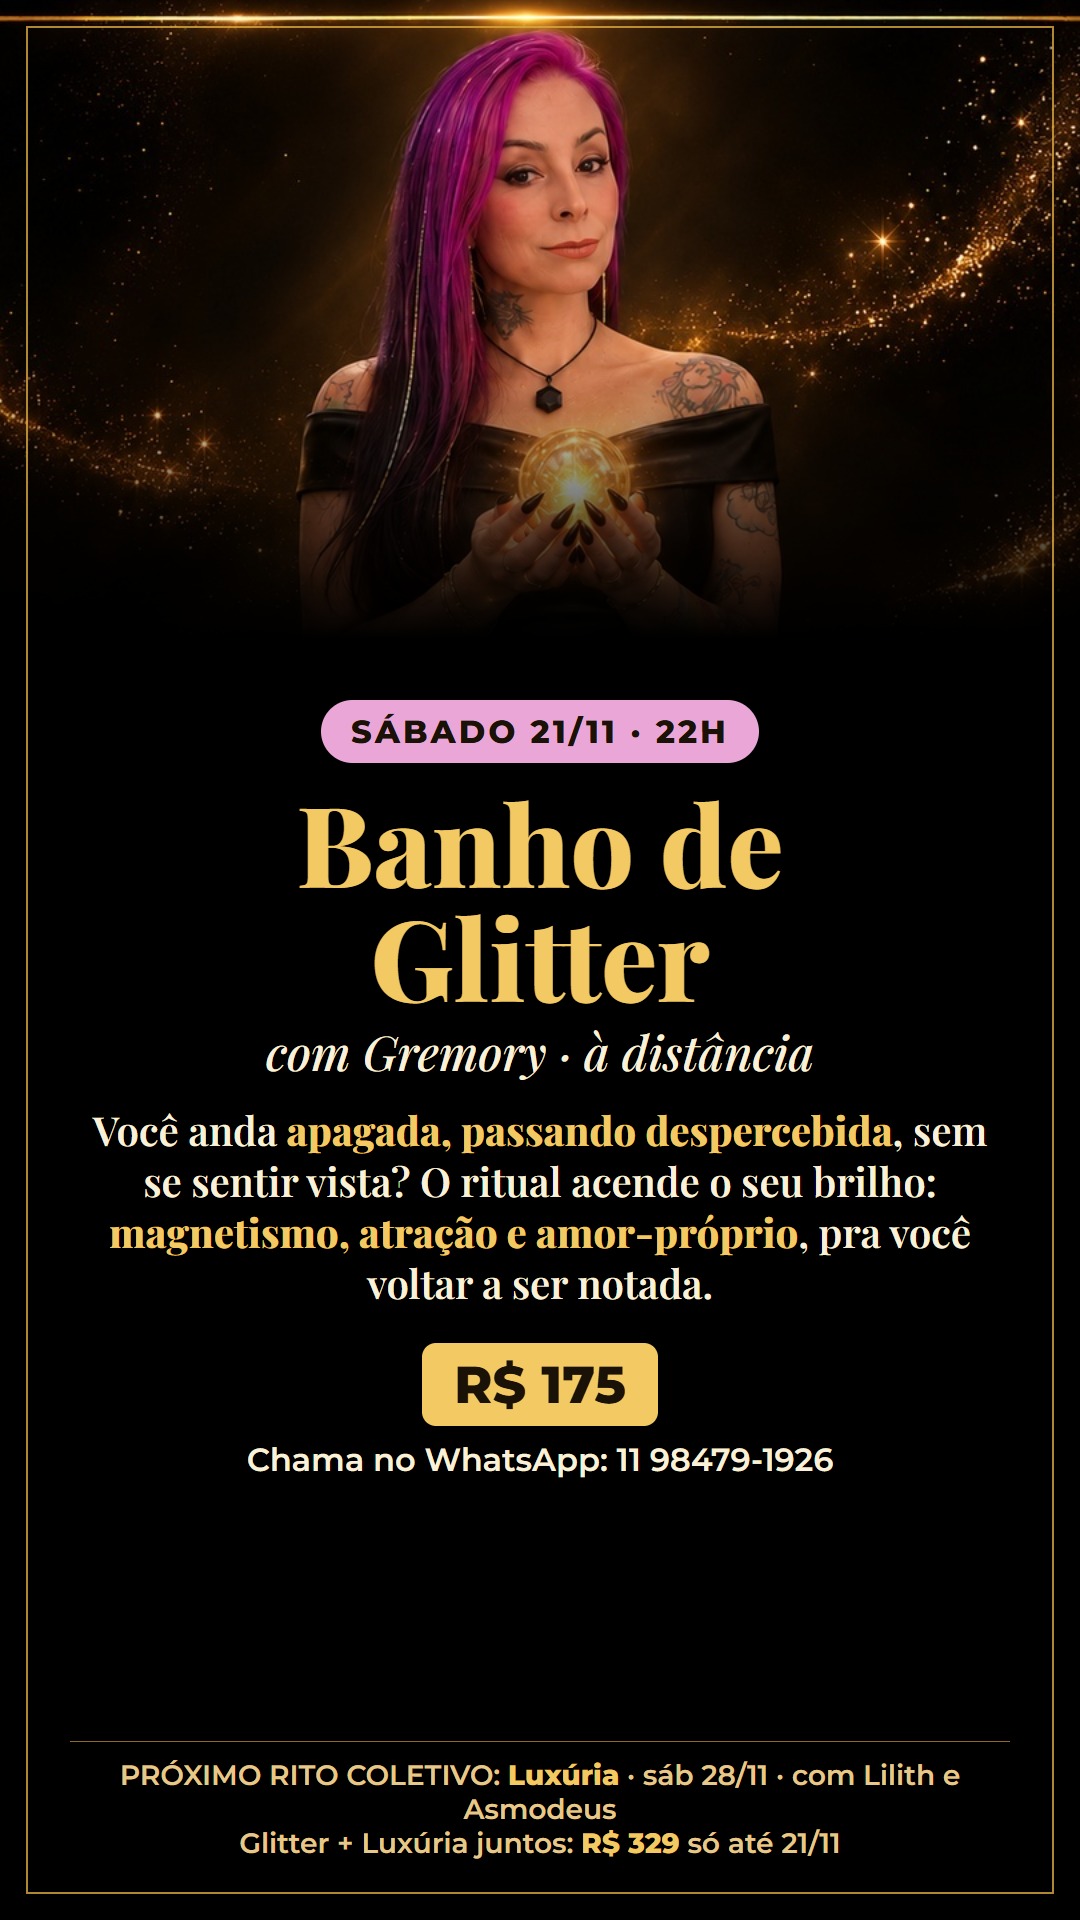 SÁBADO 21/11 · 22H
Banho de
Glitter
com Gremory · à distância
Você anda apagada, passando despercebida, sem
se sentir vista? O ritual acende o seu brilho:
magnetismo, atração e amor-próprio, pra você
voltar a ser notada.
R$ 175
Chama no WhatsApp: 11 98479-1926
PRÓXIMO RITO COLETIVO: Luxúria · sáb 28/11 · com Lilith e
Asmodeus
Glitter + Luxúria juntos: R$ 329 só até 21/11